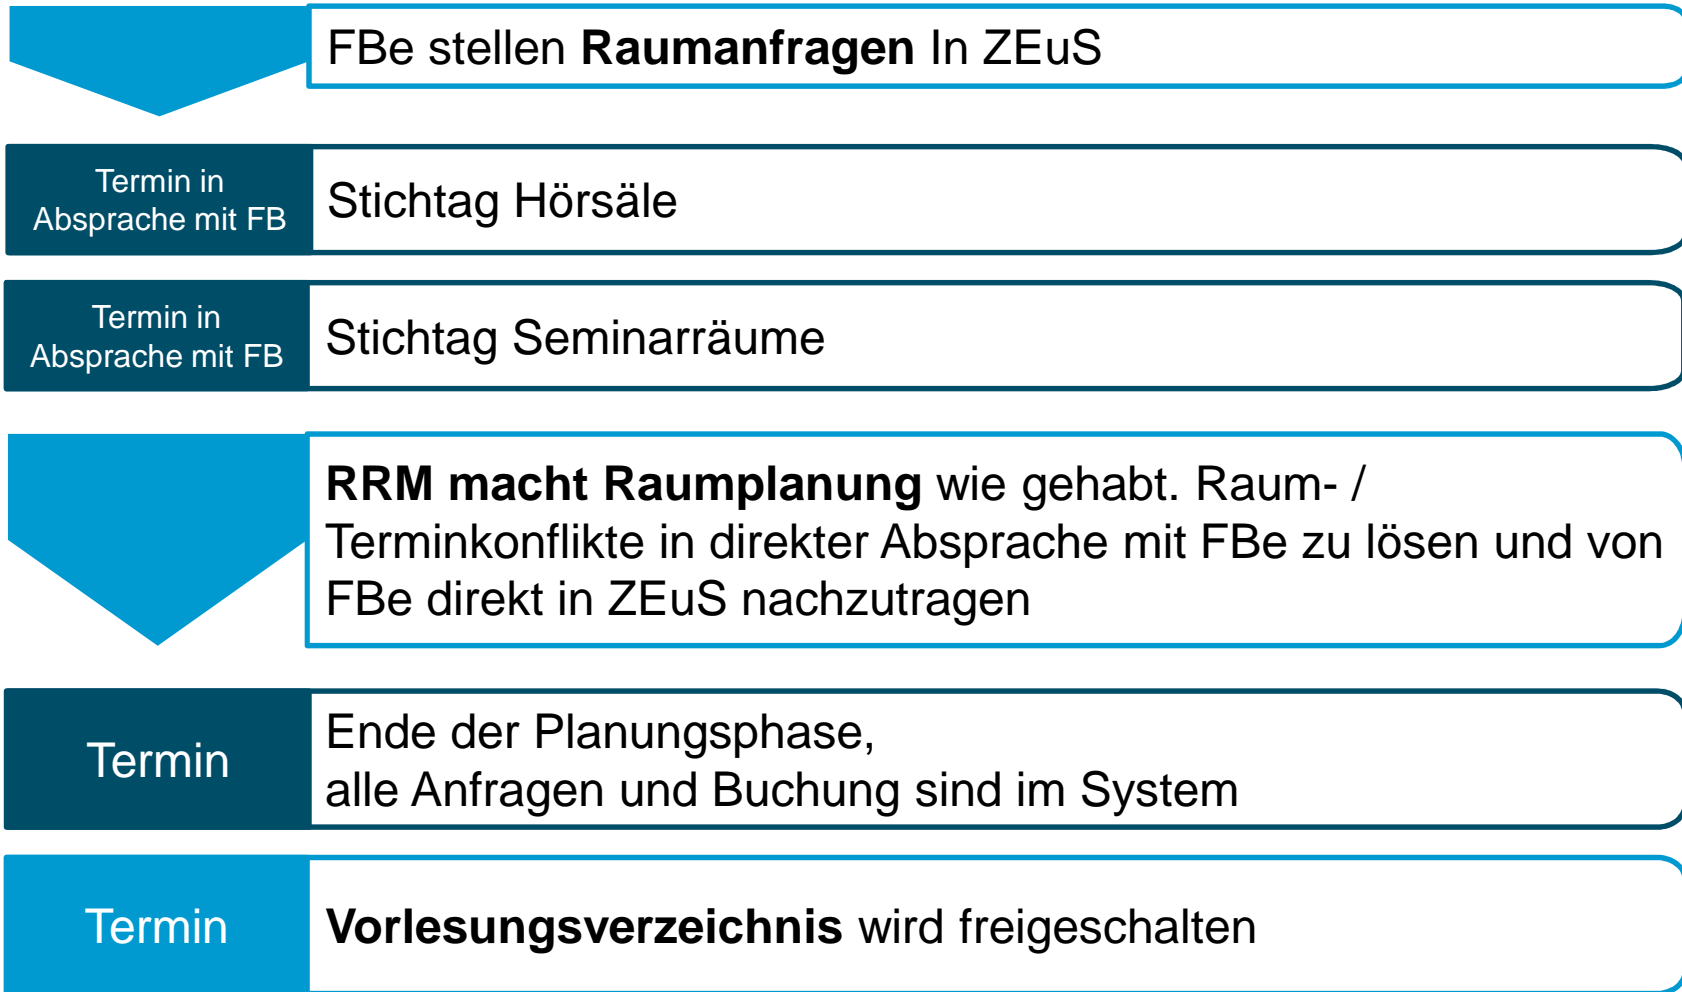 FBe stellen Raumanfragen In ZEuS
Termin in
Absprache mit FB
Stichtag Hörsäle
Termin in
Absprache mit FB
Stichtag Seminarräume
RRM macht Raumplanung wie gehabt. Raum- /
Terminkonflikte in direkter Absprache mit FBe zu lösen und von
FBe direkt in ZEuS nachzutragen
Termin
Ende der Planungsphase,
alle Anfragen und Buchung sind im System
Termin
Vorlesungsverzeichnis wird freigeschalten